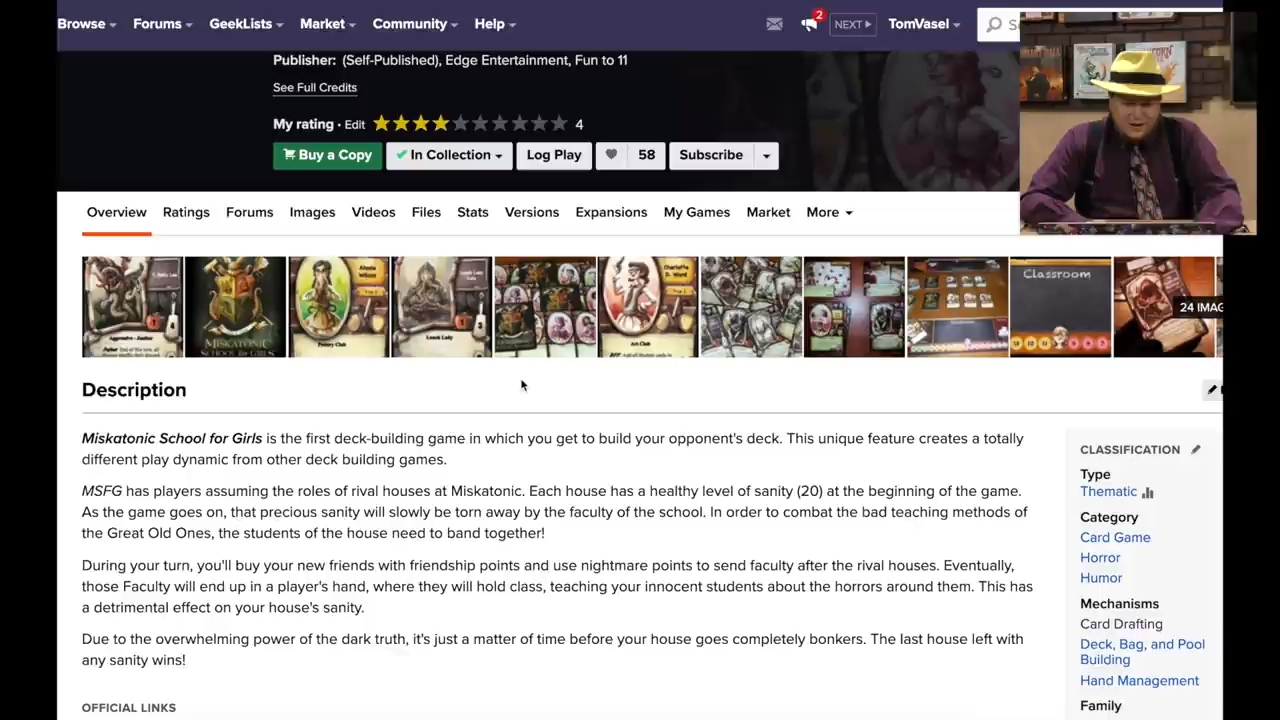 Browse Forums GeekLists Market Community Help 2 NEXT TomVasel
Publisher: (Self-Published), Edge Entertainment, Fun to 11
See Full Credits
My rating · Edit 4
Buy a Copy In Collection Log Play 58 Subscribe
Overview Ratings Forums Images Videos Files Stats Versions Expansions My Games Market More
Classroom
MISKATONIC
SCHOOL FOR GIRLS
24 IMAG
Description
Miskatonic School for Girls is the first deck-building game in which you get to build your opponent's deck. This unique feature creates a totally
different play dynamic from other deck building games.
MSFG has players assuming the roles of rival houses at Miskatonic. Each house has a healthy level of sanity (20) at the beginning of the game.
As the game goes on, that precious sanity will slowly be torn away by the faculty of the school. In order to combat the bad teaching methods of
the Great Old Ones, the students of the house need to band together!
During your turn, you'll buy your new friends with friendship points and use nightmare points to send faculty after the rival houses. Eventually,
those Faculty will end up in a player's hand, where they will hold class, teaching your innocent students about the horrors around them. This has
a detrimental effect on your house's sanity.
Due to the overwhelming power of the dark truth, it's just a matter of time before your house goes completely bonkers. The last house left with
any sanity wins!
OFFICIAL LINKS
CLASSIFICATION
Type
Thematic
Category
Card Game
Horror
Humor
Mechanisms
Card Drafting
Deck, Bag, and Pool
Building
Hand Management
Family